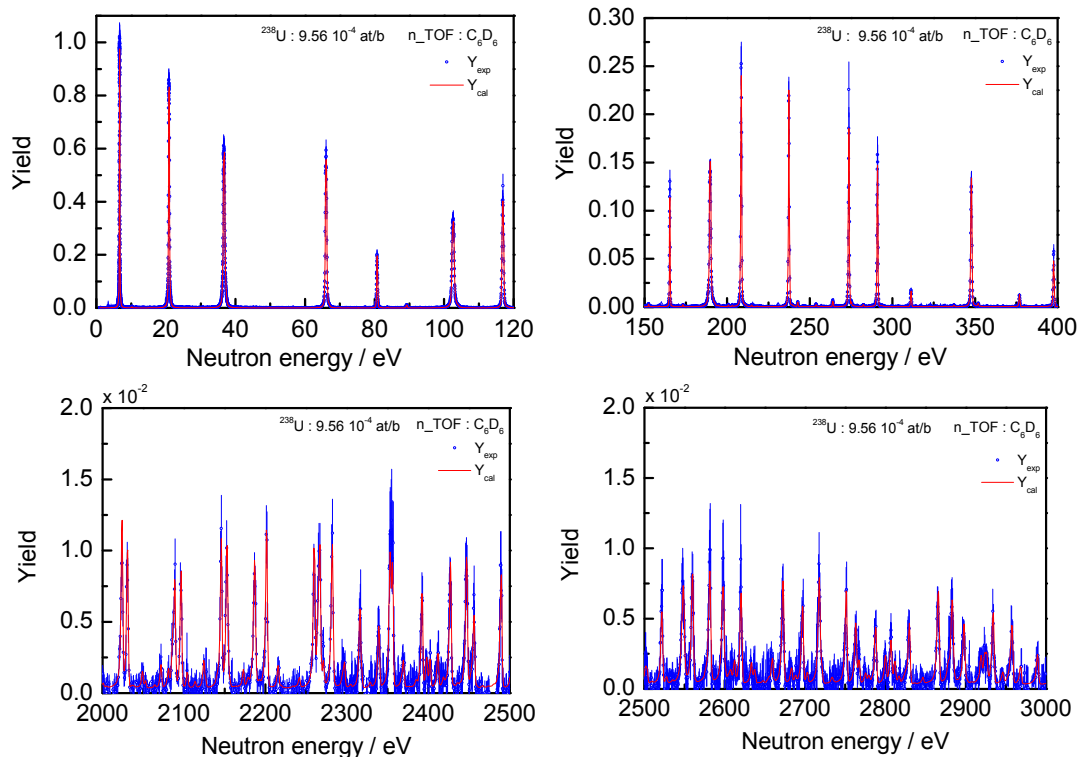 ²³⁸U : 9.56 10⁻⁴ at/b n_TOF : C₆D₆
Y_exp
Y_cal
1.0
0.8
0.6
0.4
0.2
0.0
Yield
0 20 40 60 80 100 120
Neutron energy / eV
²³⁸U : 9.56 10⁻⁴ at/b n_TOF : C₆D₆
Y_exp
Y_cal
0.30
0.25
0.20
0.15
0.10
0.05
0.00
Yield
150 200 250 300 350 400
Neutron energy / eV
x 10⁻²
²³⁸U : 9.56 10⁻⁴ at/b n_TOF : C₆D₆
Y_exp
Y_cal
2.0
1.5
1.0
0.5
0.0
Yield
2000 2100 2200 2300 2400 2500
Neutron energy / eV
x 10⁻²
²³⁸U : 9.56 10⁻⁴ at/b n_TOF : C₆D₆
Y_exp
Y_cal
2.0
1.5
1.0
0.5
0.0
Yield
2500 2600 2700 2800 2900 3000
Neutron energy / eV